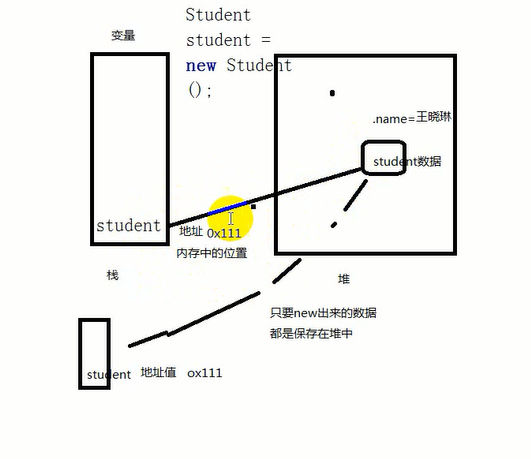 Student
student =
new Student
();
变量
.name=王晓琳
student数据
student
地址 0x111
内存中的位置
栈
堆
只要new出来的数据
都是保存在堆中
student 地址值 ox111